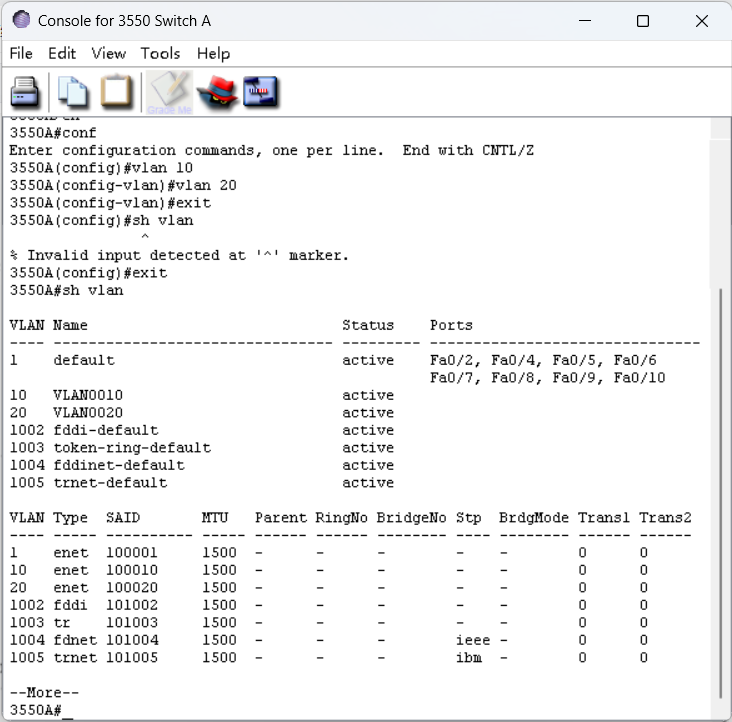 Console for 3550 Switch A
File Edit View Tools Help
Grade Me
3550A#conf
Enter configuration commands, one per line.  End with CNTL/Z
3550A(config)#vlan 10
3550A(config-vlan)#vlan 20
3550A(config-vlan)#exit
3550A(config)#sh vlan
               ^
% Invalid input detected at '^' marker.
3550A(config)#exit
3550A#sh vlan
VLAN Name                             Status    Ports
---- -------------------------------- --------- -------------------------------
1    default                          active    Fa0/2, Fa0/4, Fa0/5, Fa0/6
                                                Fa0/7, Fa0/8, Fa0/9, Fa0/10
10   VLAN0010                         active
20   VLAN0020                         active
1002 fddi-default                     active
1003 token-ring-default               active
1004 fddinet-default                  active
1005 trnet-default                    active
VLAN Type  SAID       MTU   Parent RingNo BridgeNo Stp  BrdgMode Trans1 Trans2
---- ----- ---------- ----- ------ ------ -------- ---- -------- ------ ------
1    enet  100001     1500  -      -      -        -    -        0      0
10   enet  100010     1500  -      -      -        -    -        0      0
20   enet  100020     1500  -      -      -        -    -        0      0
1002 fddi  101002     1500  -      -      -        -    -        0      0
1003 tr    101003     1500  -      -      -        -    -        0      0
1004 fdnet 101004     1500  -      -      -        ieee -        0      0
1005 trnet 101005     1500  -      -      -        ibm  -        0      0
--More--
3550A#_